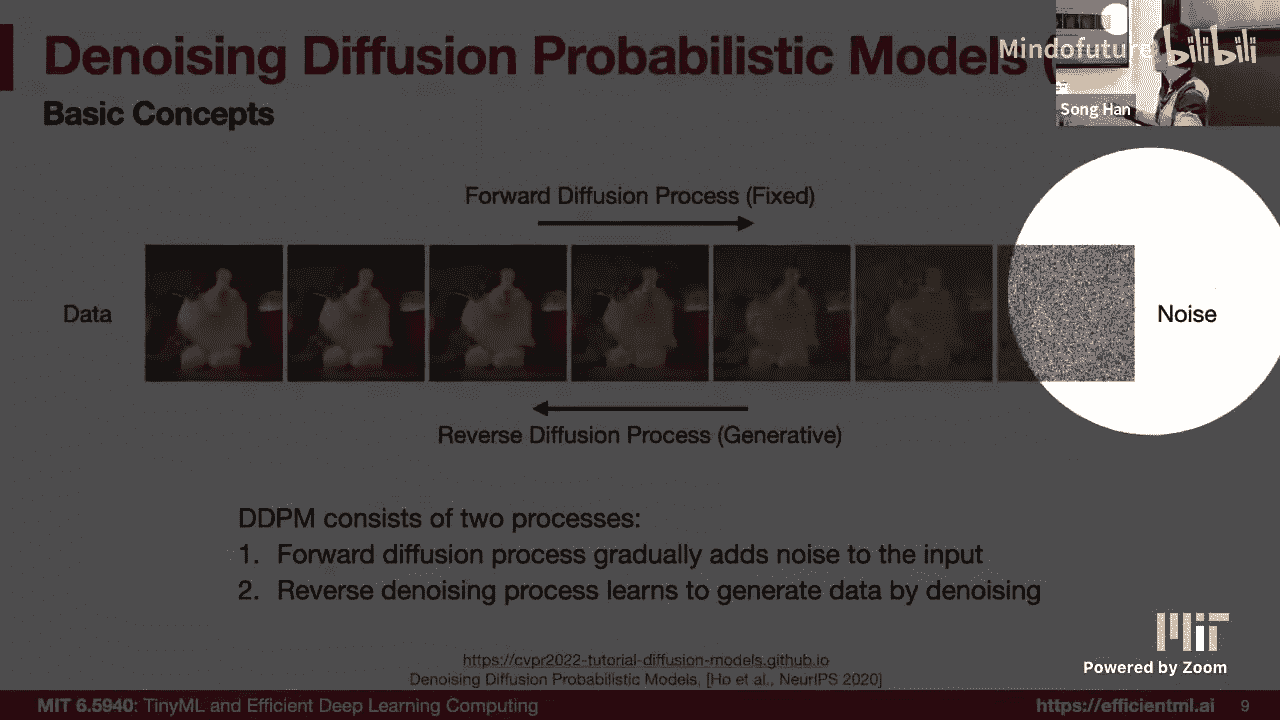 Denoising Diffusion Probabilistic Models (
Mindofuture bilibili
Basic Concepts
Song Han
Forward Diffusion Process (Fixed)
Data
Noise
Reverse Diffusion Process (Generative)
DDPM consists of two processes:
1. Forward diffusion process gradually adds noise to the input
2. Reverse denoising process learns to generate data by denoising
MIT
Powered by Zoom
https://cvpr2022-tutorial-diffusion-models.github.io
Denoising Diffusion Probabilistic Models, [Ho et al., NeurIPS 2020]
MIT 6.5940: TinyML and Efficient Deep Learning Computing
https://efficientml.ai
9